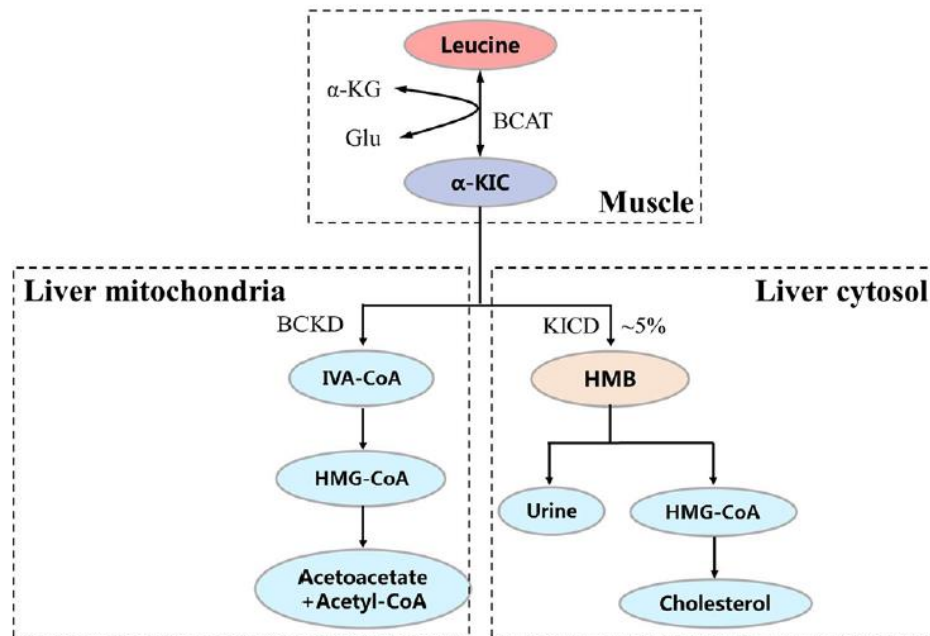 Leucine
α-KG
BCAT
Glu
α-KIC
Muscle
Liver mitochondria
Liver cytosol
BCKD
KICD ~5%
IVA-CoA
HMB
HMG-CoA
Urine
HMG-CoA
Acetoacetate
+Acetyl-CoA
Cholesterol